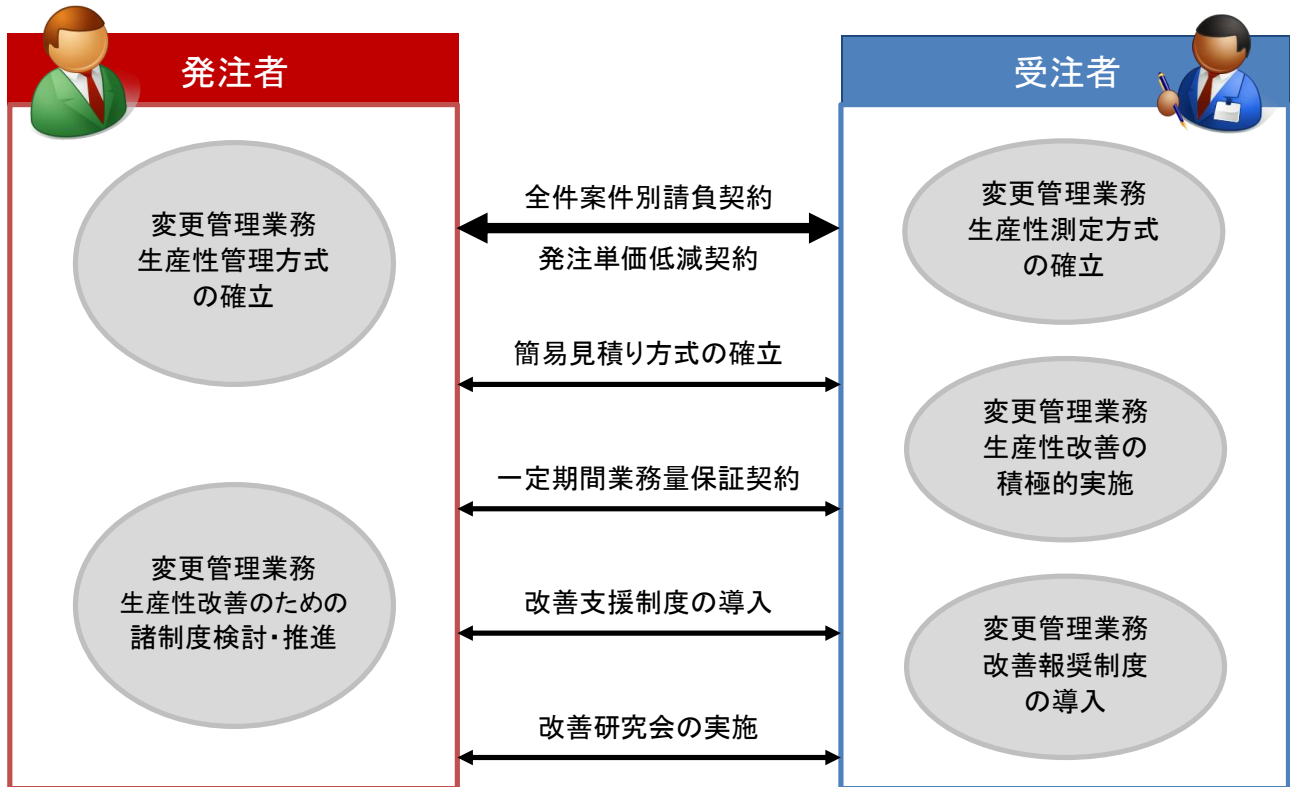 発注者
変更管理業務
生産性管理方式
の確立
変更管理業務
生産性改善のための
諸制度検討・推進
全件案件別請負契約
発注単価低減契約
簡易見積り方式の確立
一定期間業務量保証契約
改善支援制度の導入
改善研究会の実施
受注者
変更管理業務
生産性測定方式
の確立
変更管理業務
生産性改善の
積極的実施
変更管理業務
改善報奨制度
の導入